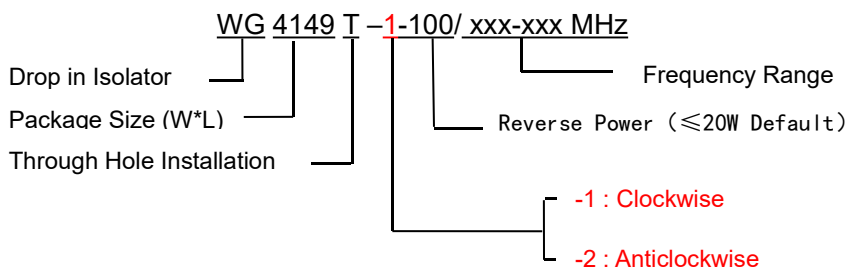 WG 4149 T –1-100/ xxx-xxx MHz
Drop in Isolator
Frequency Range
Package Size (W*L)
Reverse Power (≤20W Default)
Through Hole Installation
-1 : Clockwise
-2 : Anticlockwise